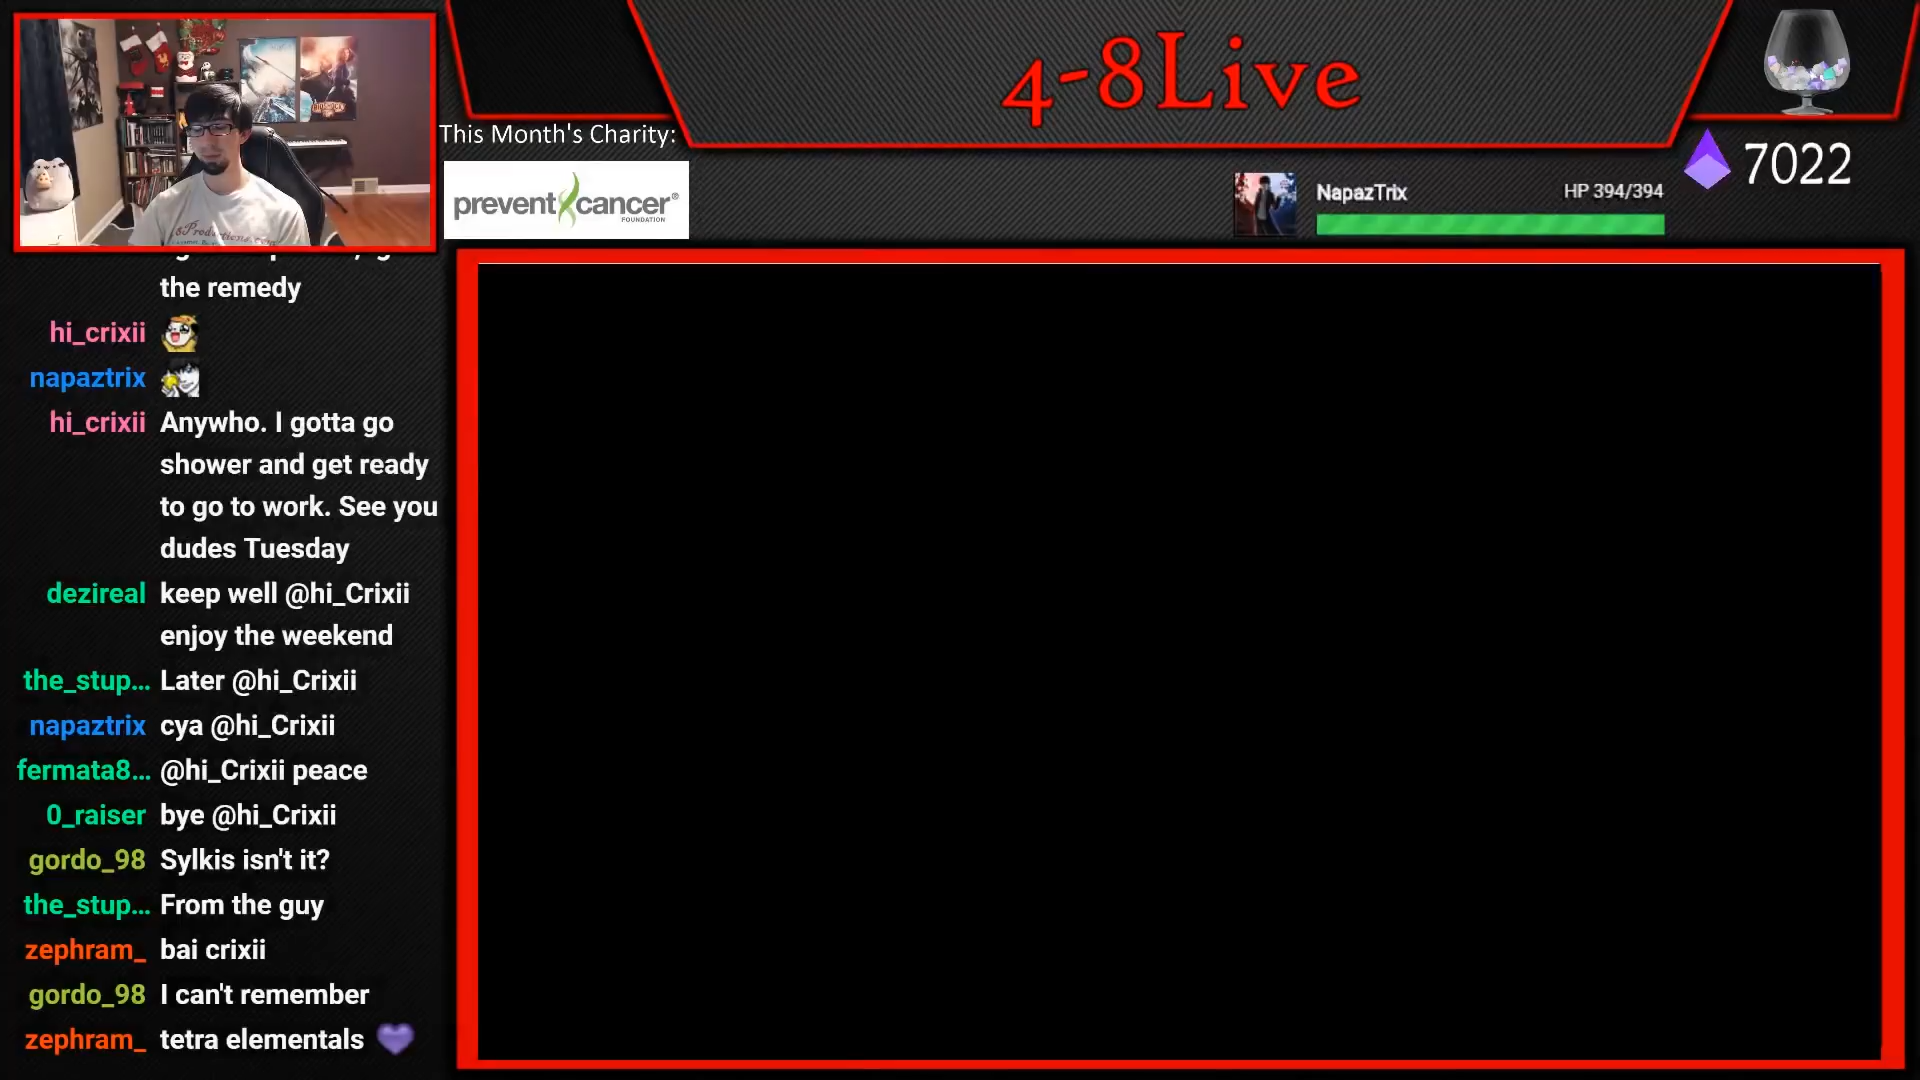 4-8Live
This Month's Charity:
prevent cancer®
FOUNDATION
NapazTrix HP 394/394
7022
the remedy
hi_crixii
napaztrix
hi_crixii Anywho. I gotta go
shower and get ready
to go to work. See you
dudes Tuesday
dezireal keep well @hi_Crixii
enjoy the weekend
the_stup... Later @hi_Crixii
napaztrix cya @hi_Crixii
fermata8... @hi_Crixii peace
0_raiser bye @hi_Crixii
gordo_98 Sylkis isn't it?
the_stup... From the guy
zephram_ bai crixii
gordo_98 I can't remember
zephram_ tetra elementals